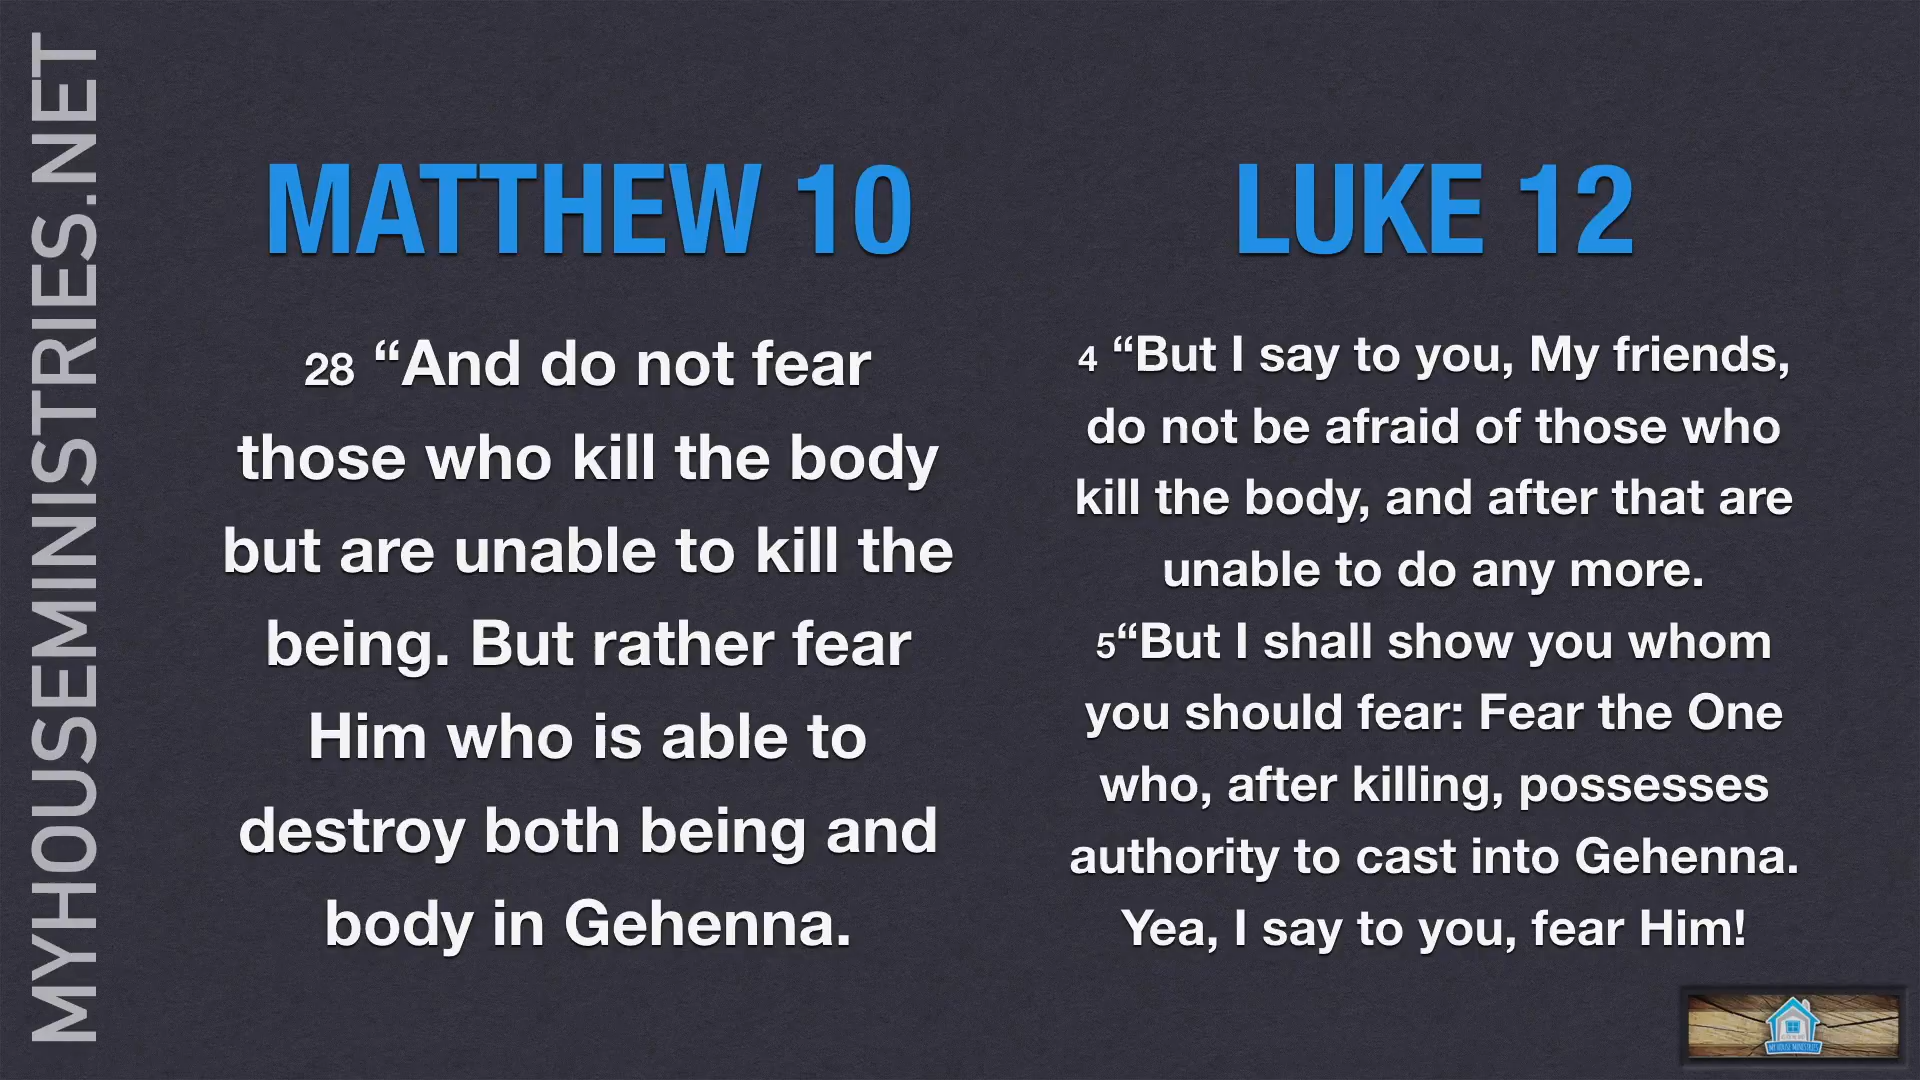 MYHOUSEMINISTRIES.NET
MATTHEW 10
28 “And do not fear
those who kill the body
but are unable to kill the
being. But rather fear
Him who is able to
destroy both being and
body in Gehenna.
LUKE 12
4 “But I say to you, My friends,
do not be afraid of those who
kill the body, and after that are
unable to do any more.
5“But I shall show you whom
you should fear: Fear the One
who, after killing, possesses
authority to cast into Gehenna.
Yea, I say to you, fear Him!
MY HOUSE MINISTRIES